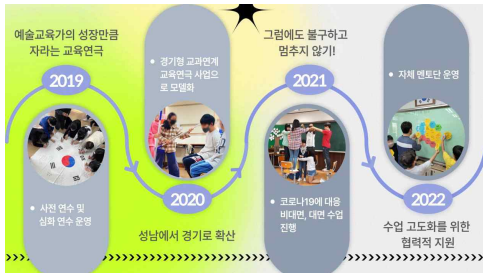 예술교육가의 성장만큼
자라는 교육연극
2019
• 사전 연수 및
심화 연수 운영
• 경기형 교과연계
교육연극 사업으
로 모델화
2020
성남에서 경기로 확산
그럼에도 불구하고
멈추지 않기!
2021
• 코로나19에 대응
비대면, 대면 수업
진행
• 자체 멘토단 운영
2022
수업 고도화를 위한
협력적 지원